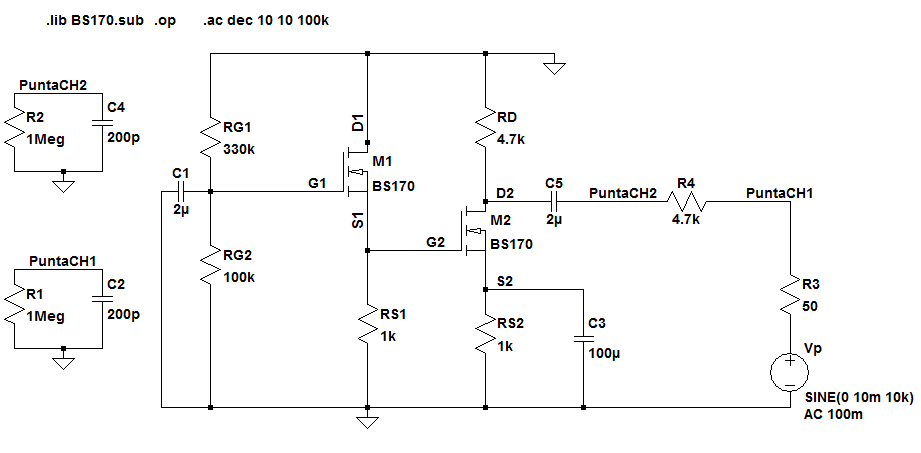 .lib BS170.sub .op .ac dec 10 10 100k
PuntaCH2
R2
1Meg
C4
200p
PuntaCH1
R1
1Meg
C2
200p
C1
2µ
RG1
330k
RG2
100k
G1
D1
M1
BS170
S1
RS1
1k
G2
RD
4.7k
D2
M2
BS170
S2
RS2
1k
C3
100µ
C5
2µ
PuntaCH2
R4
4.7k
PuntaCH1
R3
50
Vp
SINE(0 10m 10k)
AC 100m